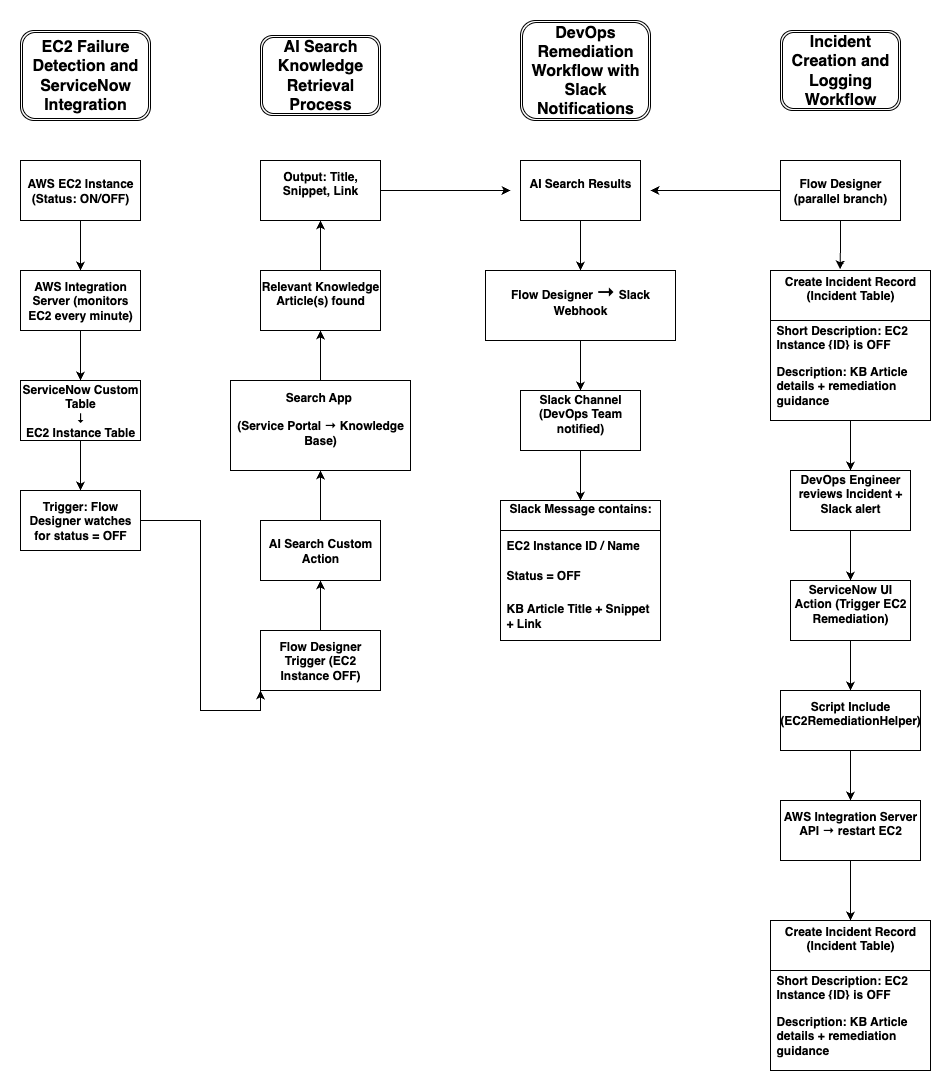 EC2 Failure
Detection and
ServiceNow
Integration
AI Search
Knowledge
Retrieval
Process
DevOps
Remediation
Workflow with
Slack
Notifications
Incident
Creation and
Logging
Workflow
AWS EC2 Instance
(Status: ON/OFF)
AWS Integration
Server (monitors
EC2 every minute)
ServiceNow Custom
Table
↓
EC2 Instance Table
Trigger: Flow
Designer watches
for status = OFF
Output: Title,
Snippet, Link
Relevant Knowledge
Article(s) found
Search App
(Service Portal → Knowledge
Base)
AI Search Custom
Action
Flow Designer
Trigger (EC2
Instance OFF)
AI Search Results
Flow Designer → Slack
Webhook
Slack Channel
(DevOps Team
notified)
Slack Message contains:
EC2 Instance ID / Name
Status = OFF
KB Article Title + Snippet
+ Link
Flow Designer
(parallel branch)
Create Incident Record
(Incident Table)
Short Description: EC2
Instance {ID} is OFF
Description: KB Article
details + remediation
guidance
DevOps Engineer
reviews Incident +
Slack alert
ServiceNow UI
Action (Trigger EC2
Remediation)
Script Include
(EC2RemediationHelper)
AWS Integration Server
API → restart EC2
Create Incident Record
(Incident Table)
Short Description: EC2
Instance {ID} is OFF
Description: KB Article
details + remediation
guidance